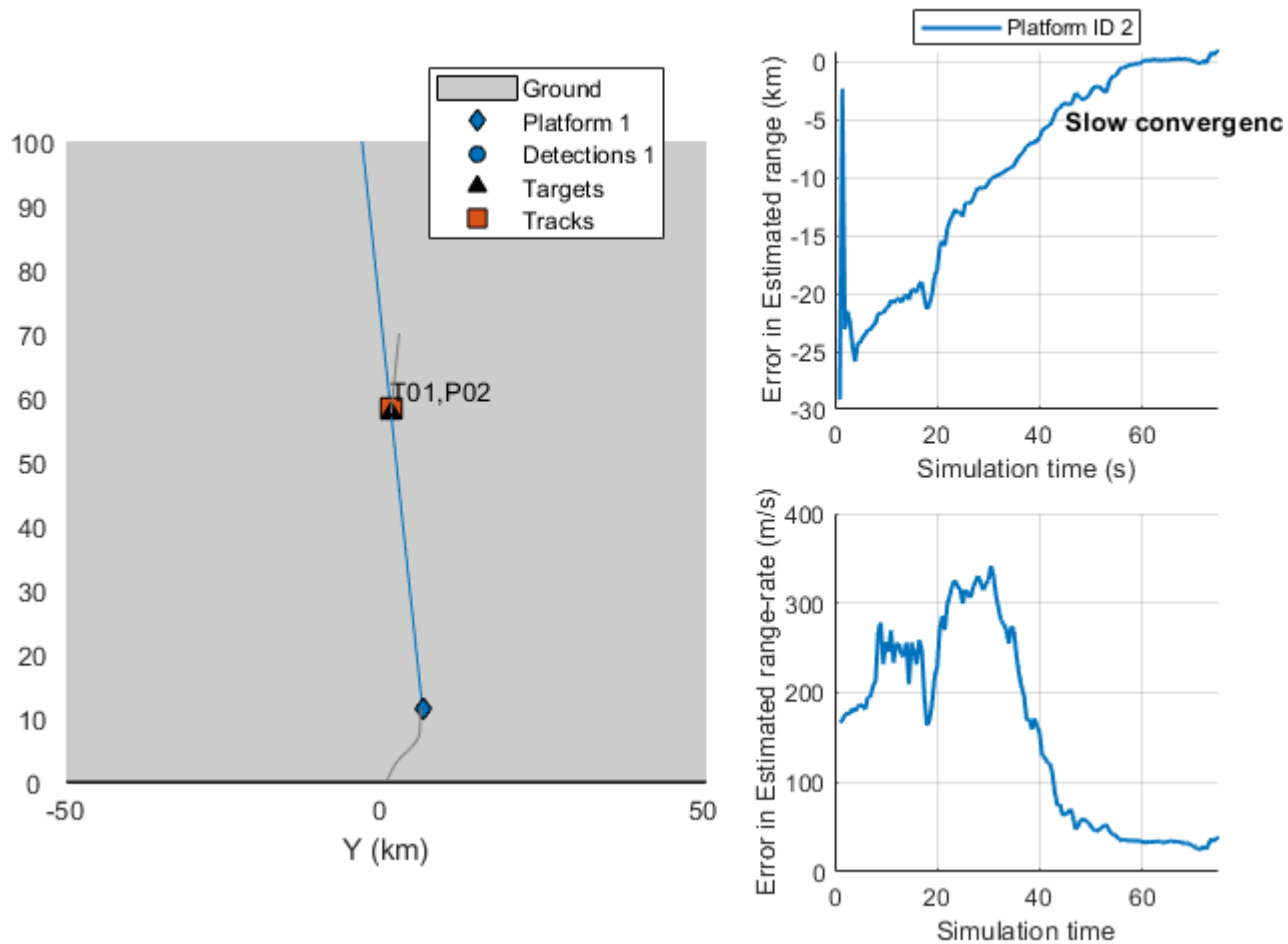 Ground
Platform 1
Detections 1
Targets
Tracks
100
90
80
70
60
50
40
30
20
10
0
T01,P02
-50
0
50
Y (km)
Platform ID 2
Error in Estimated range (km)
0
-5
-10
-15
-20
-25
-30
Slow convergenc
0
20
40
60
Simulation time (s)
Error in Estimated range-rate (m/s)
400
300
200
100
0
0
20
40
60
Simulation time